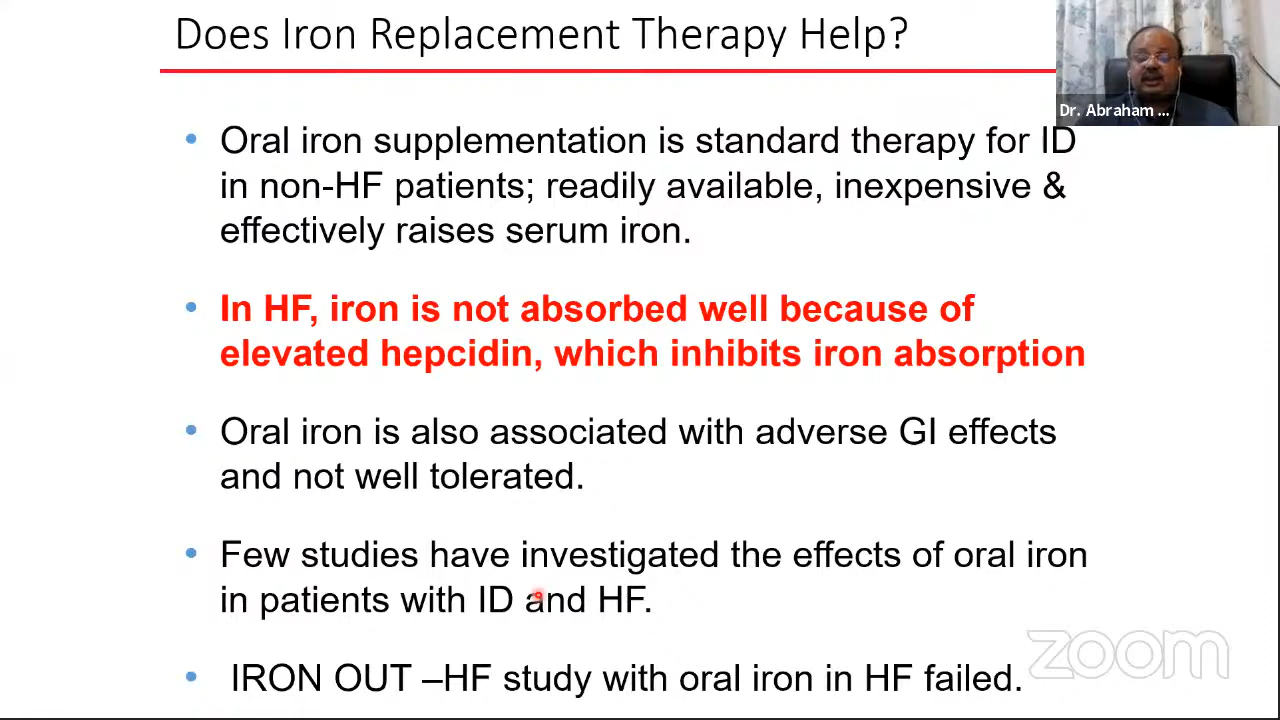 Does Iron Replacement Therapy Help?
Dr. Abraham ...
• Oral iron supplementation is standard therapy for ID
in non-HF patients; readily available, inexpensive &
effectively raises serum iron.
• In HF, iron is not absorbed well because of
elevated hepcidin, which inhibits iron absorption
• Oral iron is also associated with adverse GI effects
and not well tolerated.
• Few studies have investigated the effects of oral iron
in patients with ID and HF.
• IRON OUT –HF study with oral iron in HF failed.
zoom